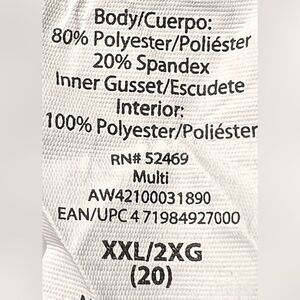 Body/Cuerpo:
80% Polyester/Poliéster
20% Spandex
Inner Gusset/Escudete
Interior:
100% Polyester/Poliéster
RN# 52469
Multi
AW42100031890
EAN/UPC 4 71984927000
XXL/2XG
(20)